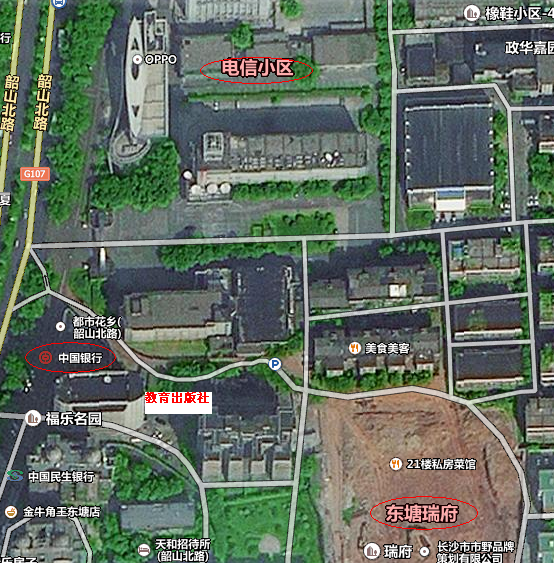 橡鞋小区-4
行
政华嘉园
OPPO
电信小区
韶山北路
韶山北路
G107
夏
都市花乡(
韶山北路)
中国银行
美食美客
教育出版社
福乐名园
21楼私房菜馆
中国民生银行
东塘瑞府
金牛角王东塘店
天和招待所
(韶山北路)
瑞府
长沙市市野品牌
策划有限公司
乐房子